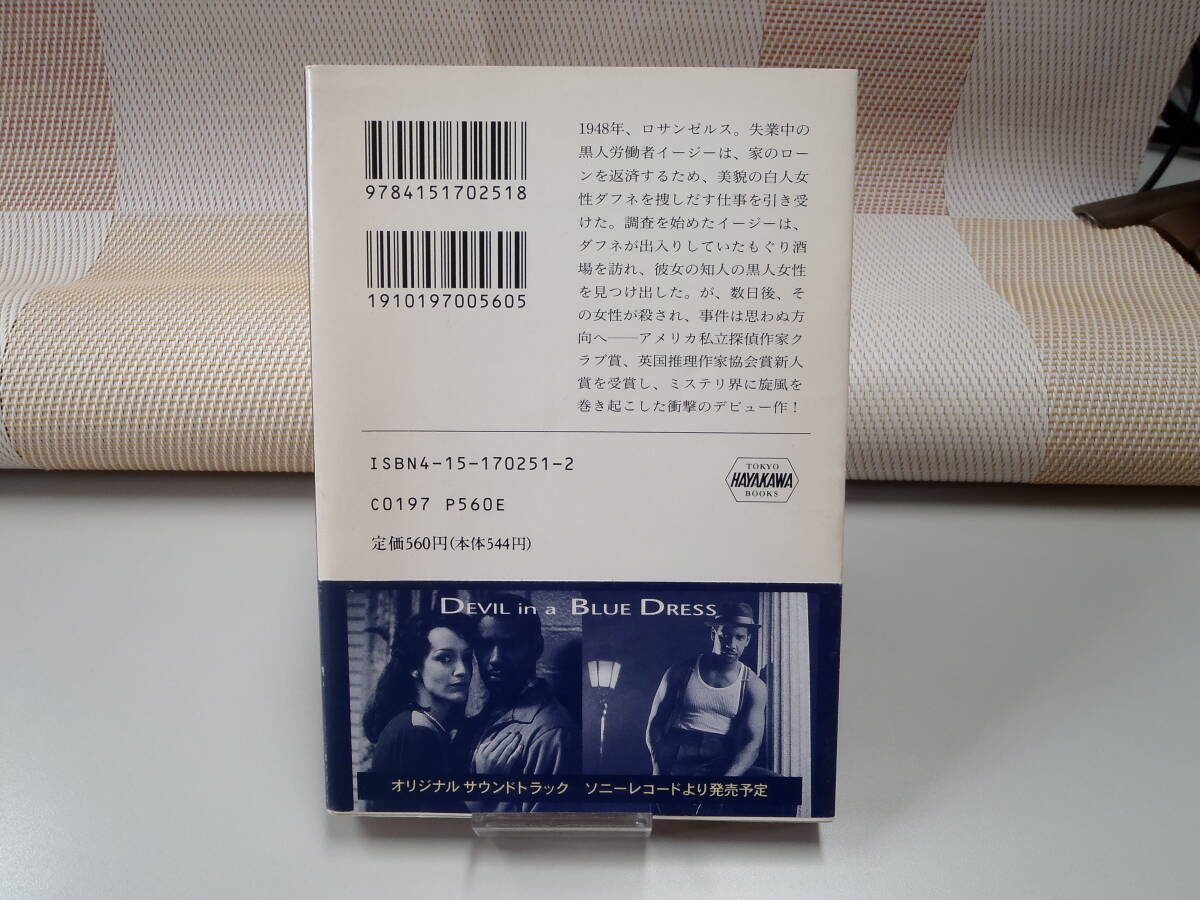 9784151702518
1910197005605
1948年、ロサンゼルス。失業中の
黒人労働者イージーは、家のロー
ンを返済するため、美貌の白人女
性ダフネを捜しだす仕事を引き受
けた。調査を始めたイージーは、
ダフネが出入りしていたもぐり酒
場を訪れ、彼女の知人の黒人女性
を見つけ出した。が、数日後、そ
の女性が殺され、事件は思わぬ方
向へ──アメリカ私立探偵作家ク
ラブ賞、英国推理作家協会賞新人
賞を受賞し、ミステリ界に旋風を
巻き起こした衝撃のデビュー作！
ISBN4-15-170251-2
C0197 P560E
定価560円(本体544円)
TOKYO
HAYAKAWA
BOOKS
DEVIL in a BLUE DRESS
オリジナル サウンドトラック ソニーレコードより発売予定